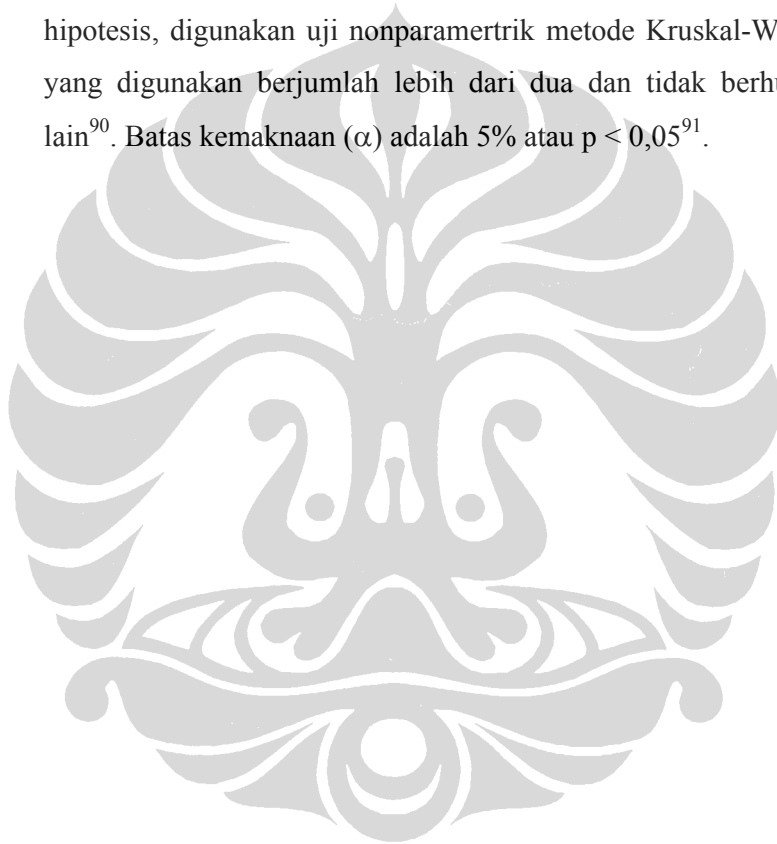 hipotesis, digunakan uji nonparamertrik metode Kruskal-W
yang digunakan berjumlah lebih dari dua dan tidak berhu
lain⁹⁰. Batas kemaknaan (α) adalah 5% atau p < 0,05⁹¹.